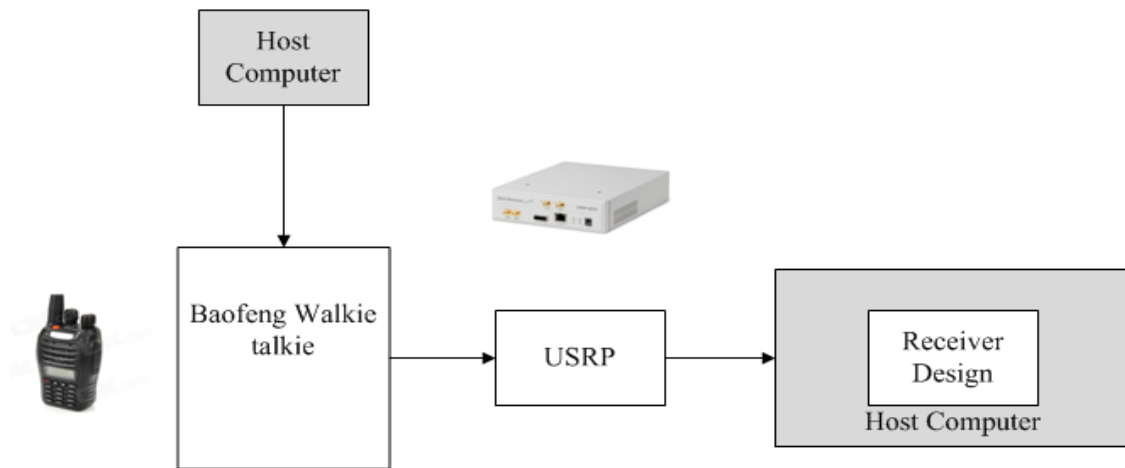 Host
Computer
Baofeng Walkie
talkie
USRP
Receiver
Design
Host Computer